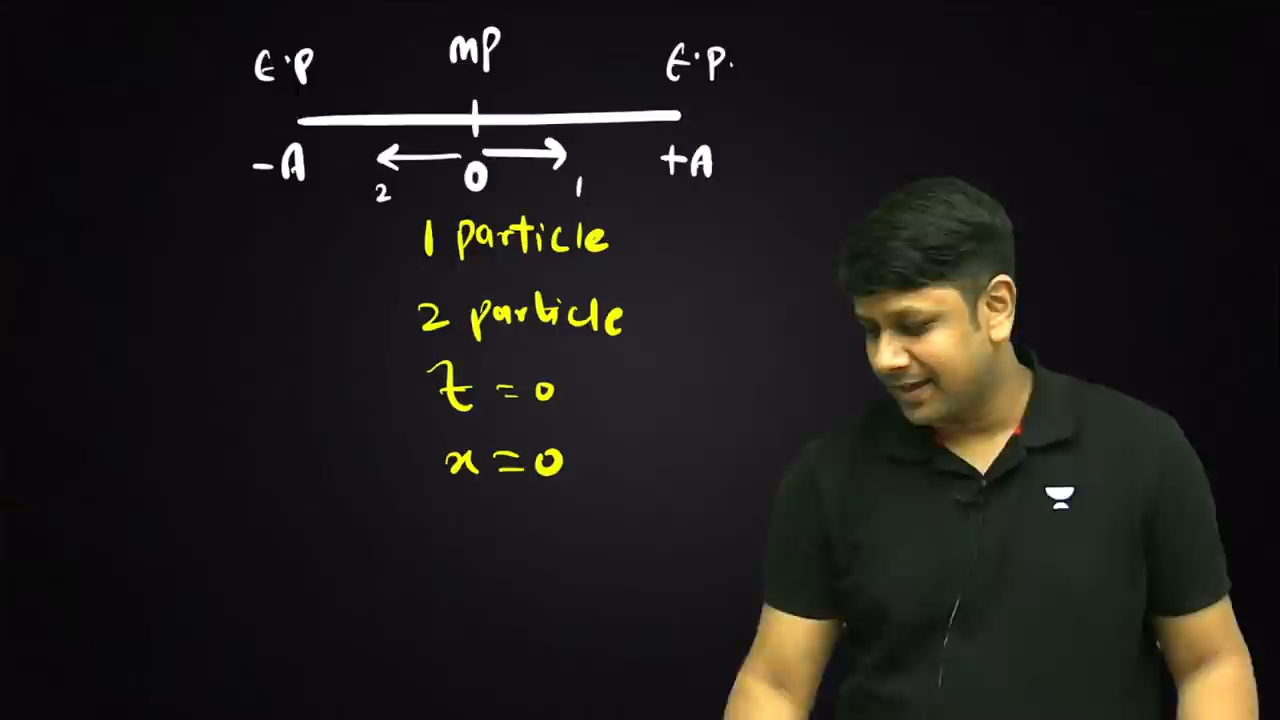 E.P MP E.P.
-A 2 0 1 +A
1 particle
2 particle
t = 0
x = 0